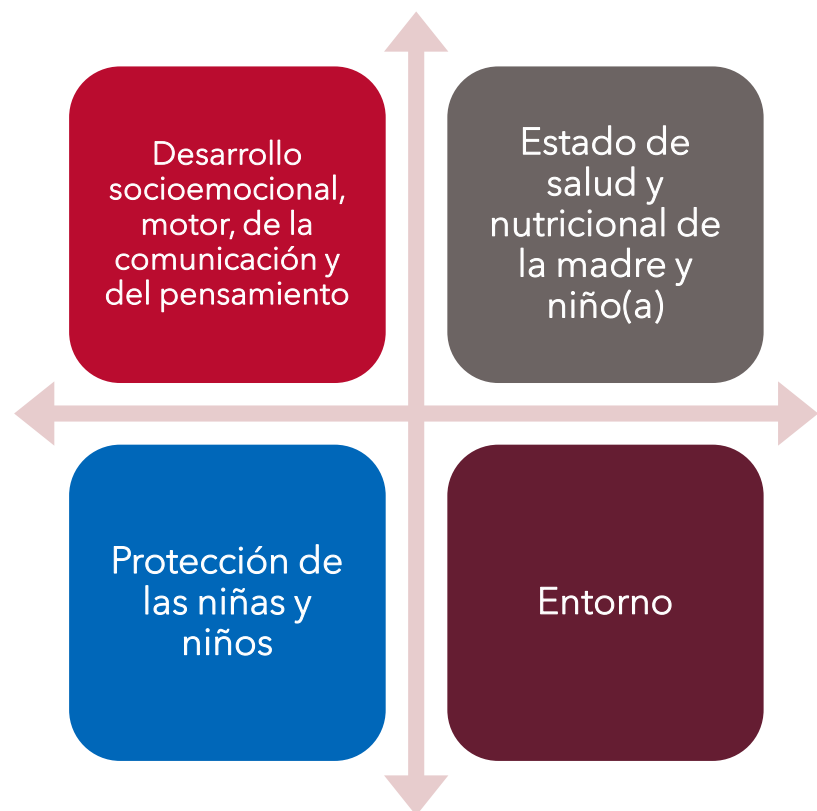 Desarrollo
socioemocional,
motor, de la
comunicación y
del pensamiento
Estado de
salud y
nutricional de
la madre y
niño(a)
Protección de
las niñas y
niños
Entorno